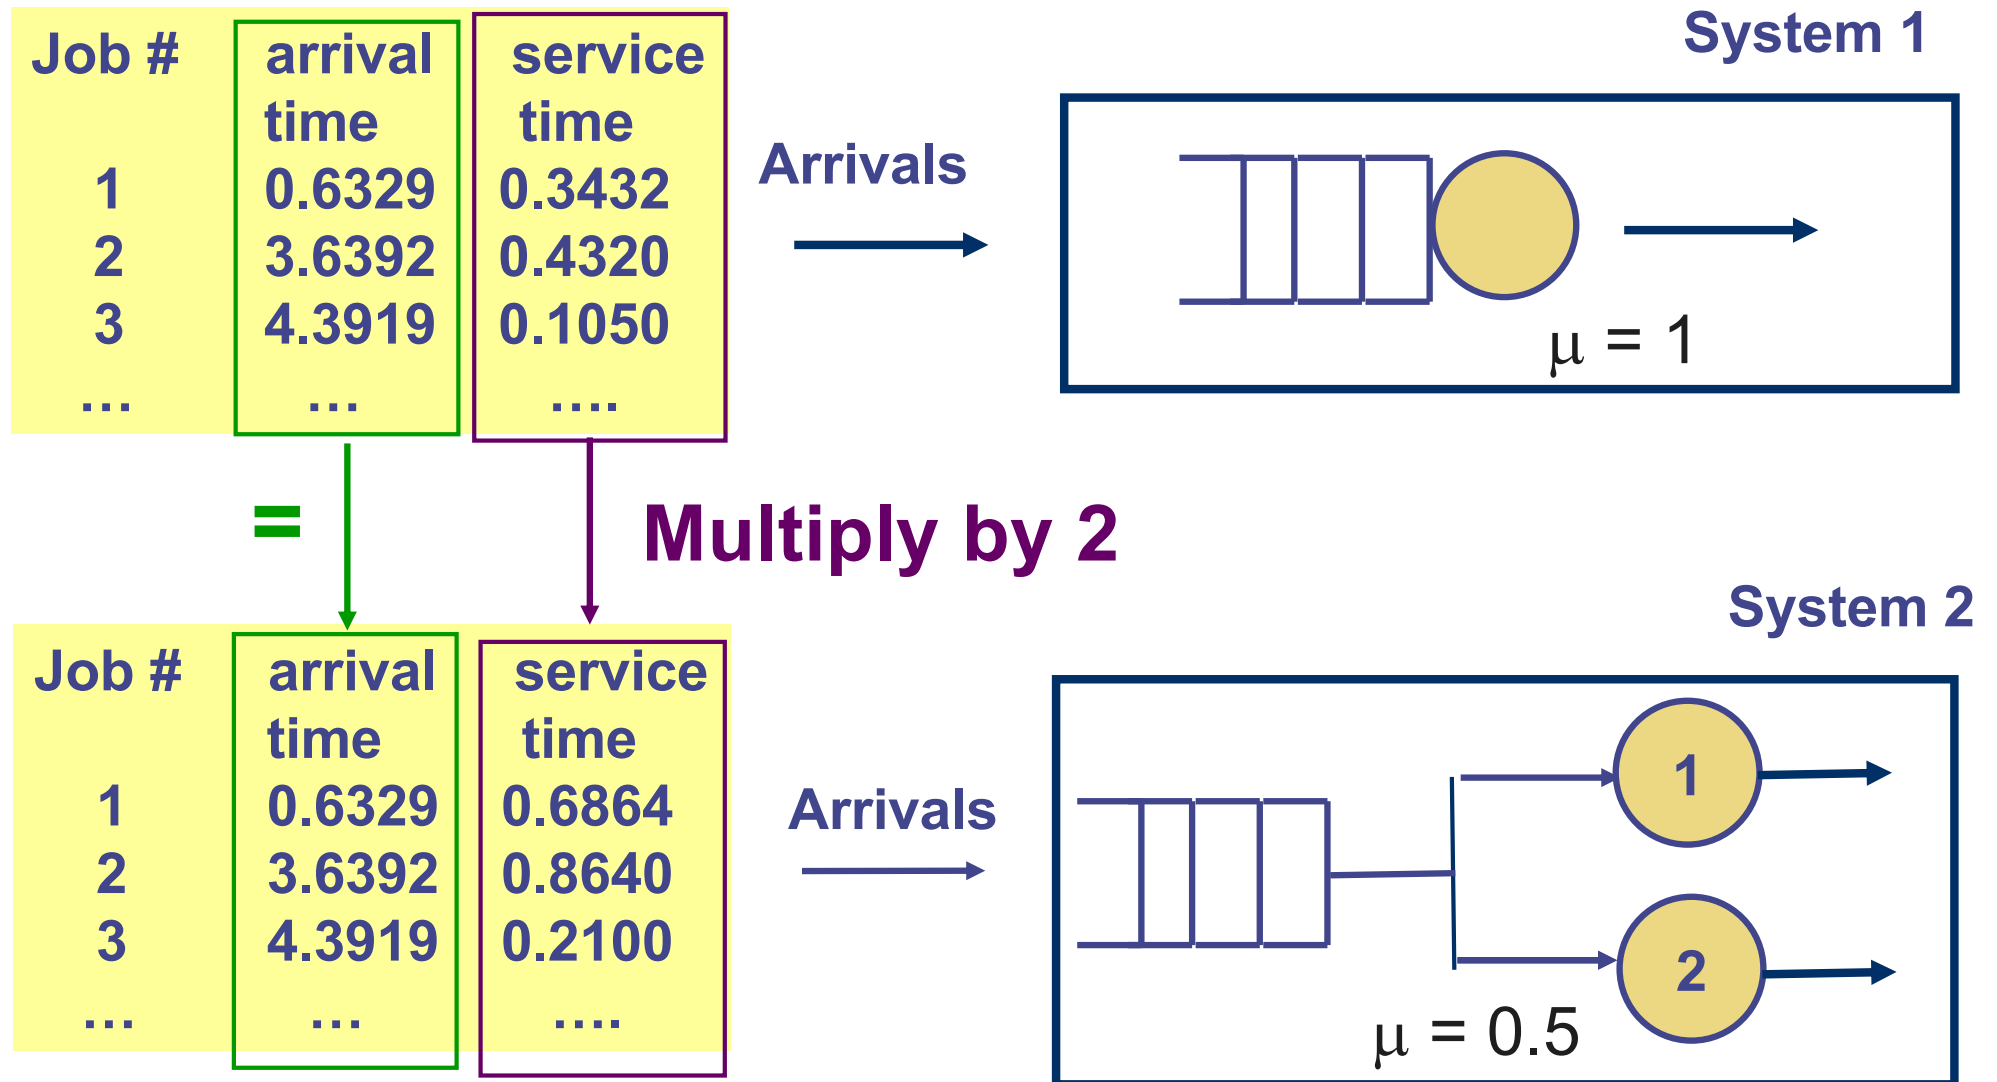 Job # arrival service
time time
1 0.6329 0.3432
2 3.6392 0.4320
3 4.3919 0.1050
… … ….
Arrivals
System 1
μ = 1
=
Multiply by 2
Job # arrival service
time time
1 0.6329 0.6864
2 3.6392 0.8640
3 4.3919 0.2100
… … ….
Arrivals
System 2
1
2
μ = 0.5